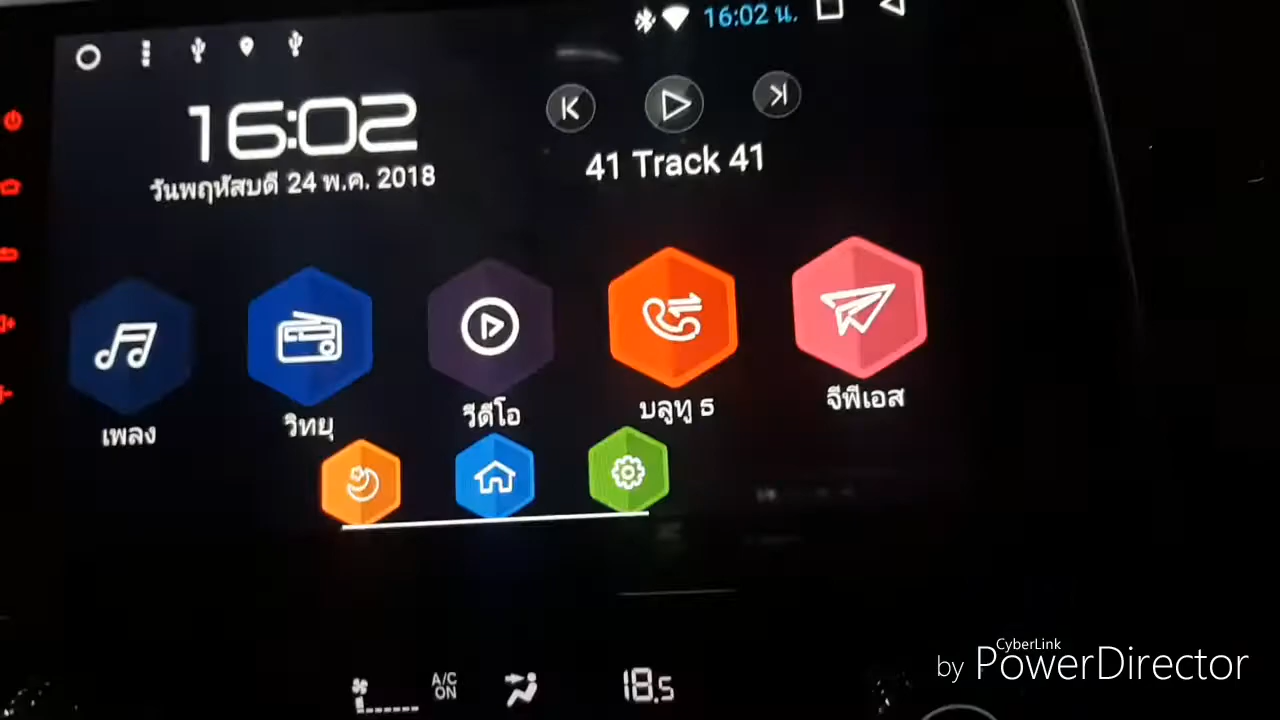 16:02 น.
16:02
วันพฤหัสบดี 24 พ.ค. 2018
41 Track 41
เพลง
วิทยุ
วีดีโอ
บลูทู ธ
จีพีเอส
A/C
ON
18.5
CyberLink
by PowerDirector